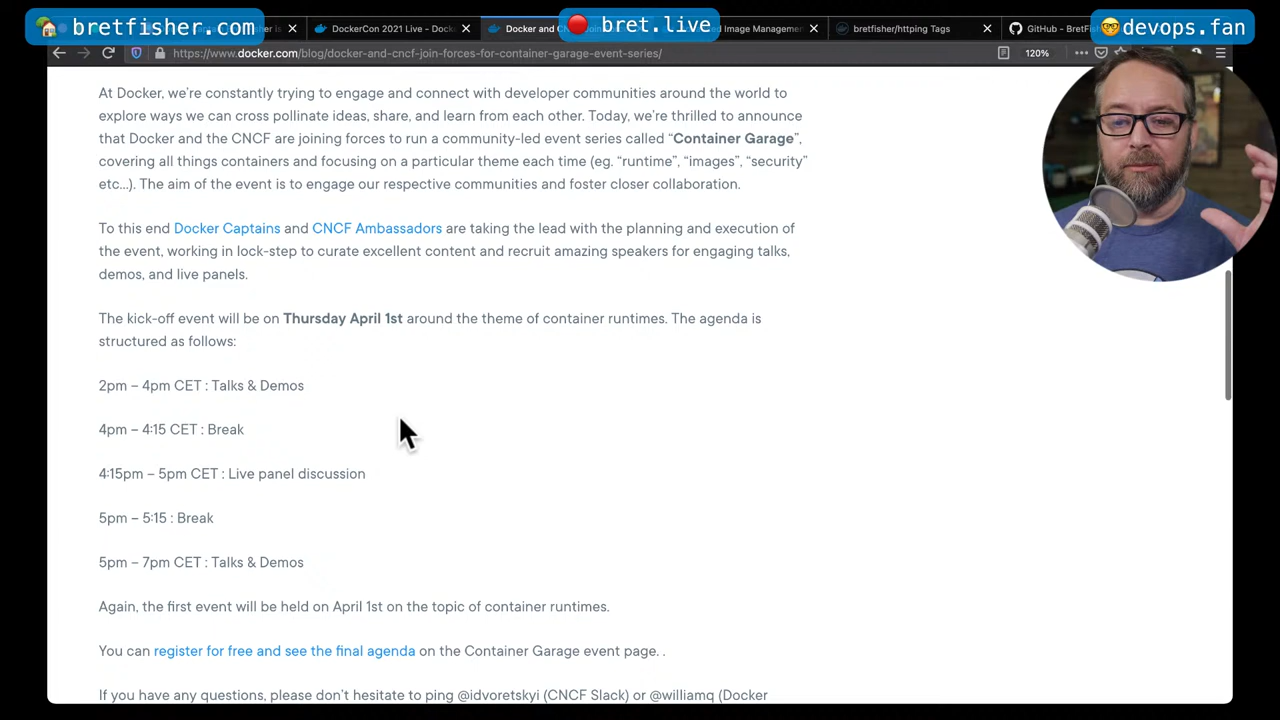 bretfisher.com
bret.live
devops.fan
DockerCon 2021 Live - Dock
Docker and
Image Managemen
bretfisher/httping Tags
GitHub - BretFis
https://www.docker.com/blog/docker-and-cncf-join-forces-for-container-garage-event-series/
120%
At Docker, we’re constantly trying to engage and connect with developer communities around the world to
explore ways we can cross pollinate ideas, share, and learn from each other. Today, we’re thrilled to announce
that Docker and the CNCF are joining forces to run a community-led event series called “Container Garage”,
covering all things containers and focusing on a particular theme each time (eg. “runtime”, “images”, “security”
etc…). The aim of the event is to engage our respective communities and foster closer collaboration.
To this end Docker Captains and CNCF Ambassadors are taking the lead with the planning and execution of
the event, working in lock-step to curate excellent content and recruit amazing speakers for engaging talks,
demos, and live panels.
The kick-off event will be on Thursday April 1st around the theme of container runtimes. The agenda is
structured as follows:
2pm – 4pm CET : Talks & Demos
4pm – 4:15 CET : Break
4:15pm – 5pm CET : Live panel discussion
5pm – 5:15 : Break
5pm – 7pm CET : Talks & Demos
Again, the first event will be held on April 1st on the topic of container runtimes.
You can register for free and see the final agenda on the Container Garage event page. .
If you have any questions, please don’t hesitate to ping @idvoretskyi (CNCF Slack) or @williamq (Docker